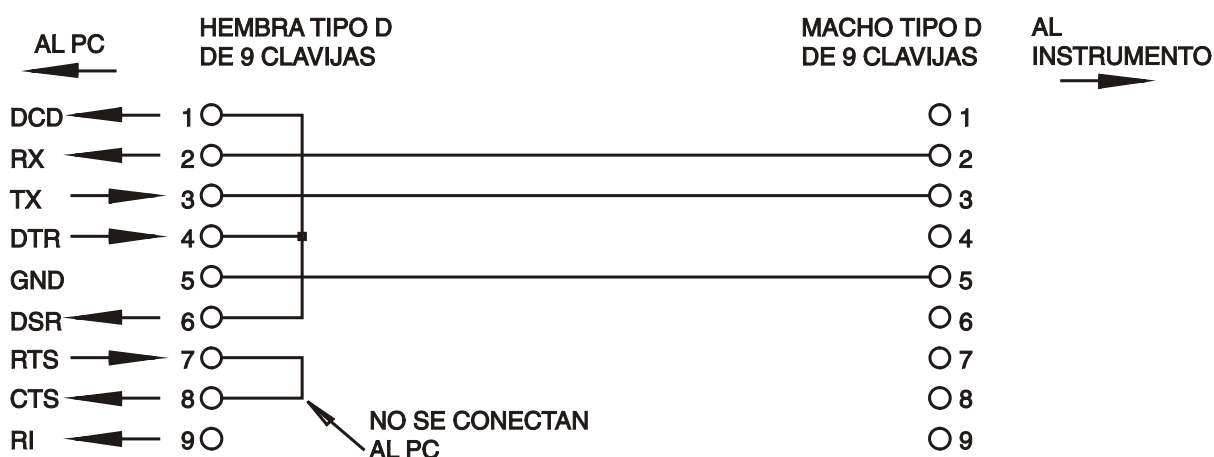 AL PC
HEMBRA TIPO D
DE 9 CLAVIJAS
MACHO TIPO D
DE 9 CLAVIJAS
AL
INSTRUMENTO
DCD 1 1
RX 2 2
TX 3 3
DTR 4 4
GND 5 5
DSR 6 6
RTS 7 7
CTS 8 8
RI 9 9
NO SE CONECTAN
AL PC